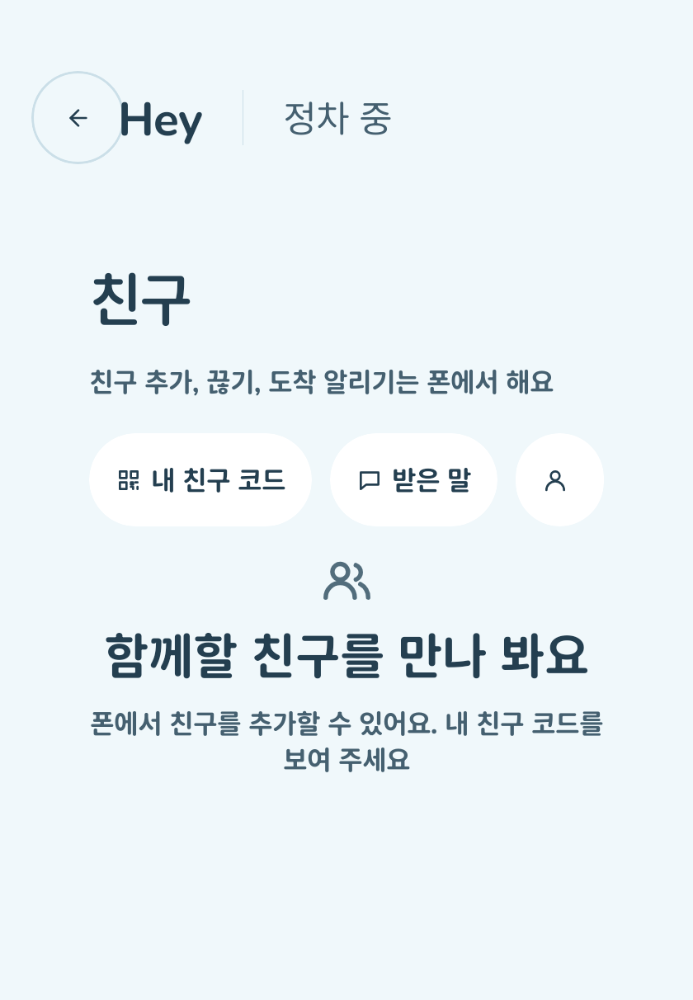 Hey
정차 중
친구
친구 추가, 끊기, 도착 알리기는 폰에서 해요
내 친구 코드
받은 말
함께할 친구를 만나 봐요
폰에서 친구를 추가할 수 있어요. 내 친구 코드를
보여 주세요